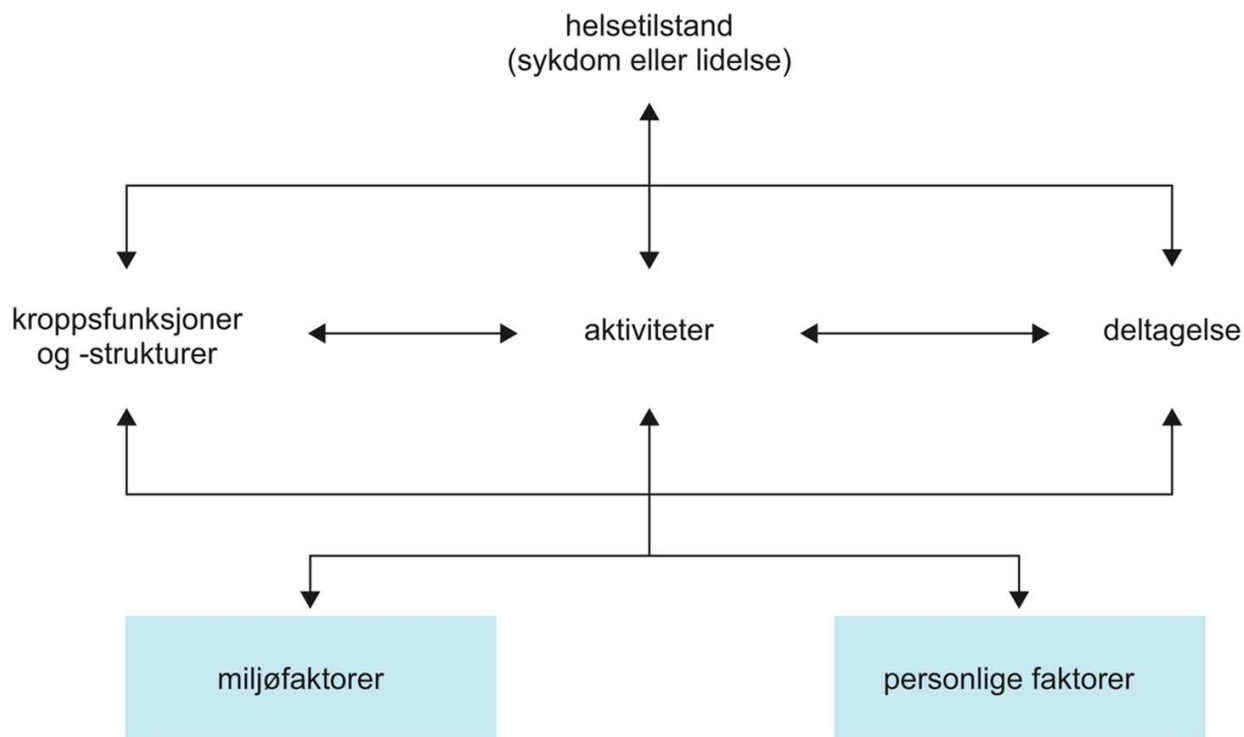 helsetilstand
(sykdom eller lidelse)
kroppsfunksjoner
og -strukturer
aktiviteter
deltagelse
miljøfaktorer
personlige faktorer